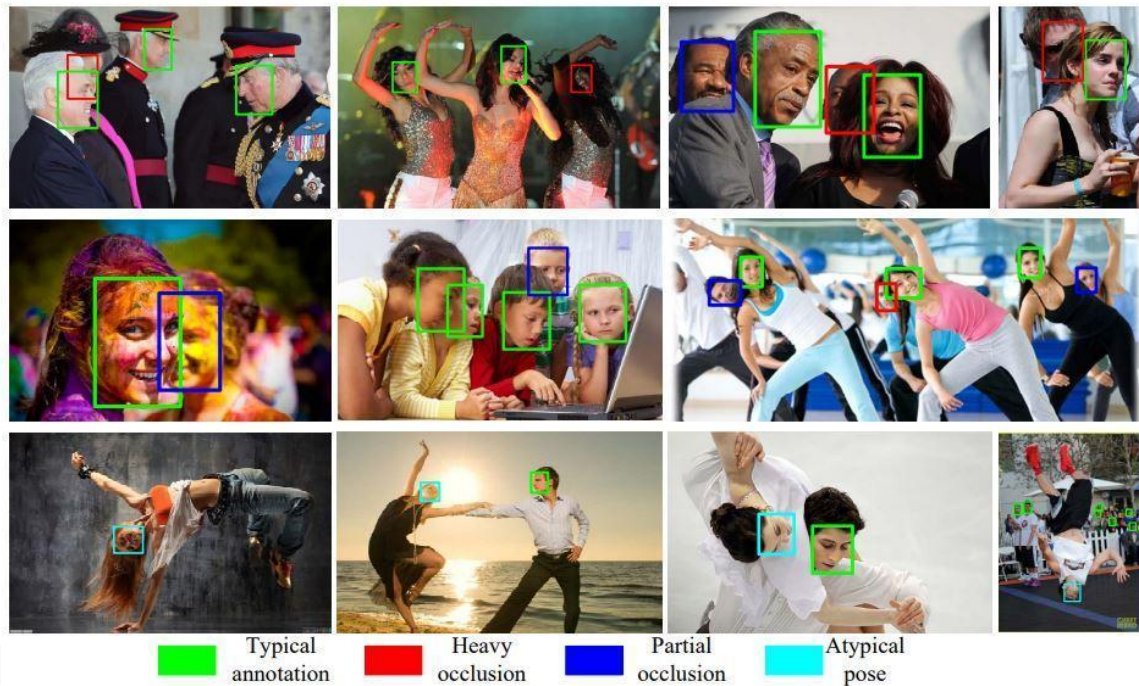 Typical
annotation
Heavy
occlusion
Partial
occlusion
Atypical
pose